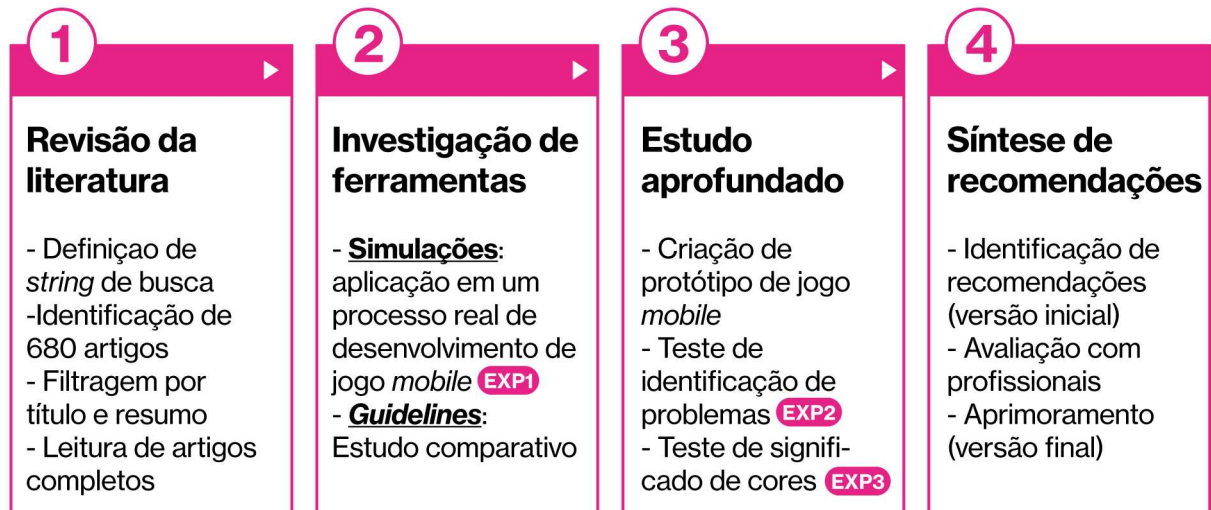 1
Revisão da
literatura
- Definiçao de
string de busca
-Identificação de
680 artigos
- Filtragem por
título e resumo
- Leitura de artigos
completos
2
Investigação de
ferramentas
- Simulações:
aplicação em um
processo real de
desenvolvimento de
jogo mobile EXP1
- Guidelines:
Estudo comparativo
3
Estudo
aprofundado
- Criação de
protótipo de jogo
mobile
- Teste de
identificação de
problemas EXP2
- Teste de signifi-
cado de cores EXP3
4
Síntese de
recomendações
- Identificação de
recomendações
(versão inicial)
- Avaliação com
profissionais
- Aprimoramento
(versão final)